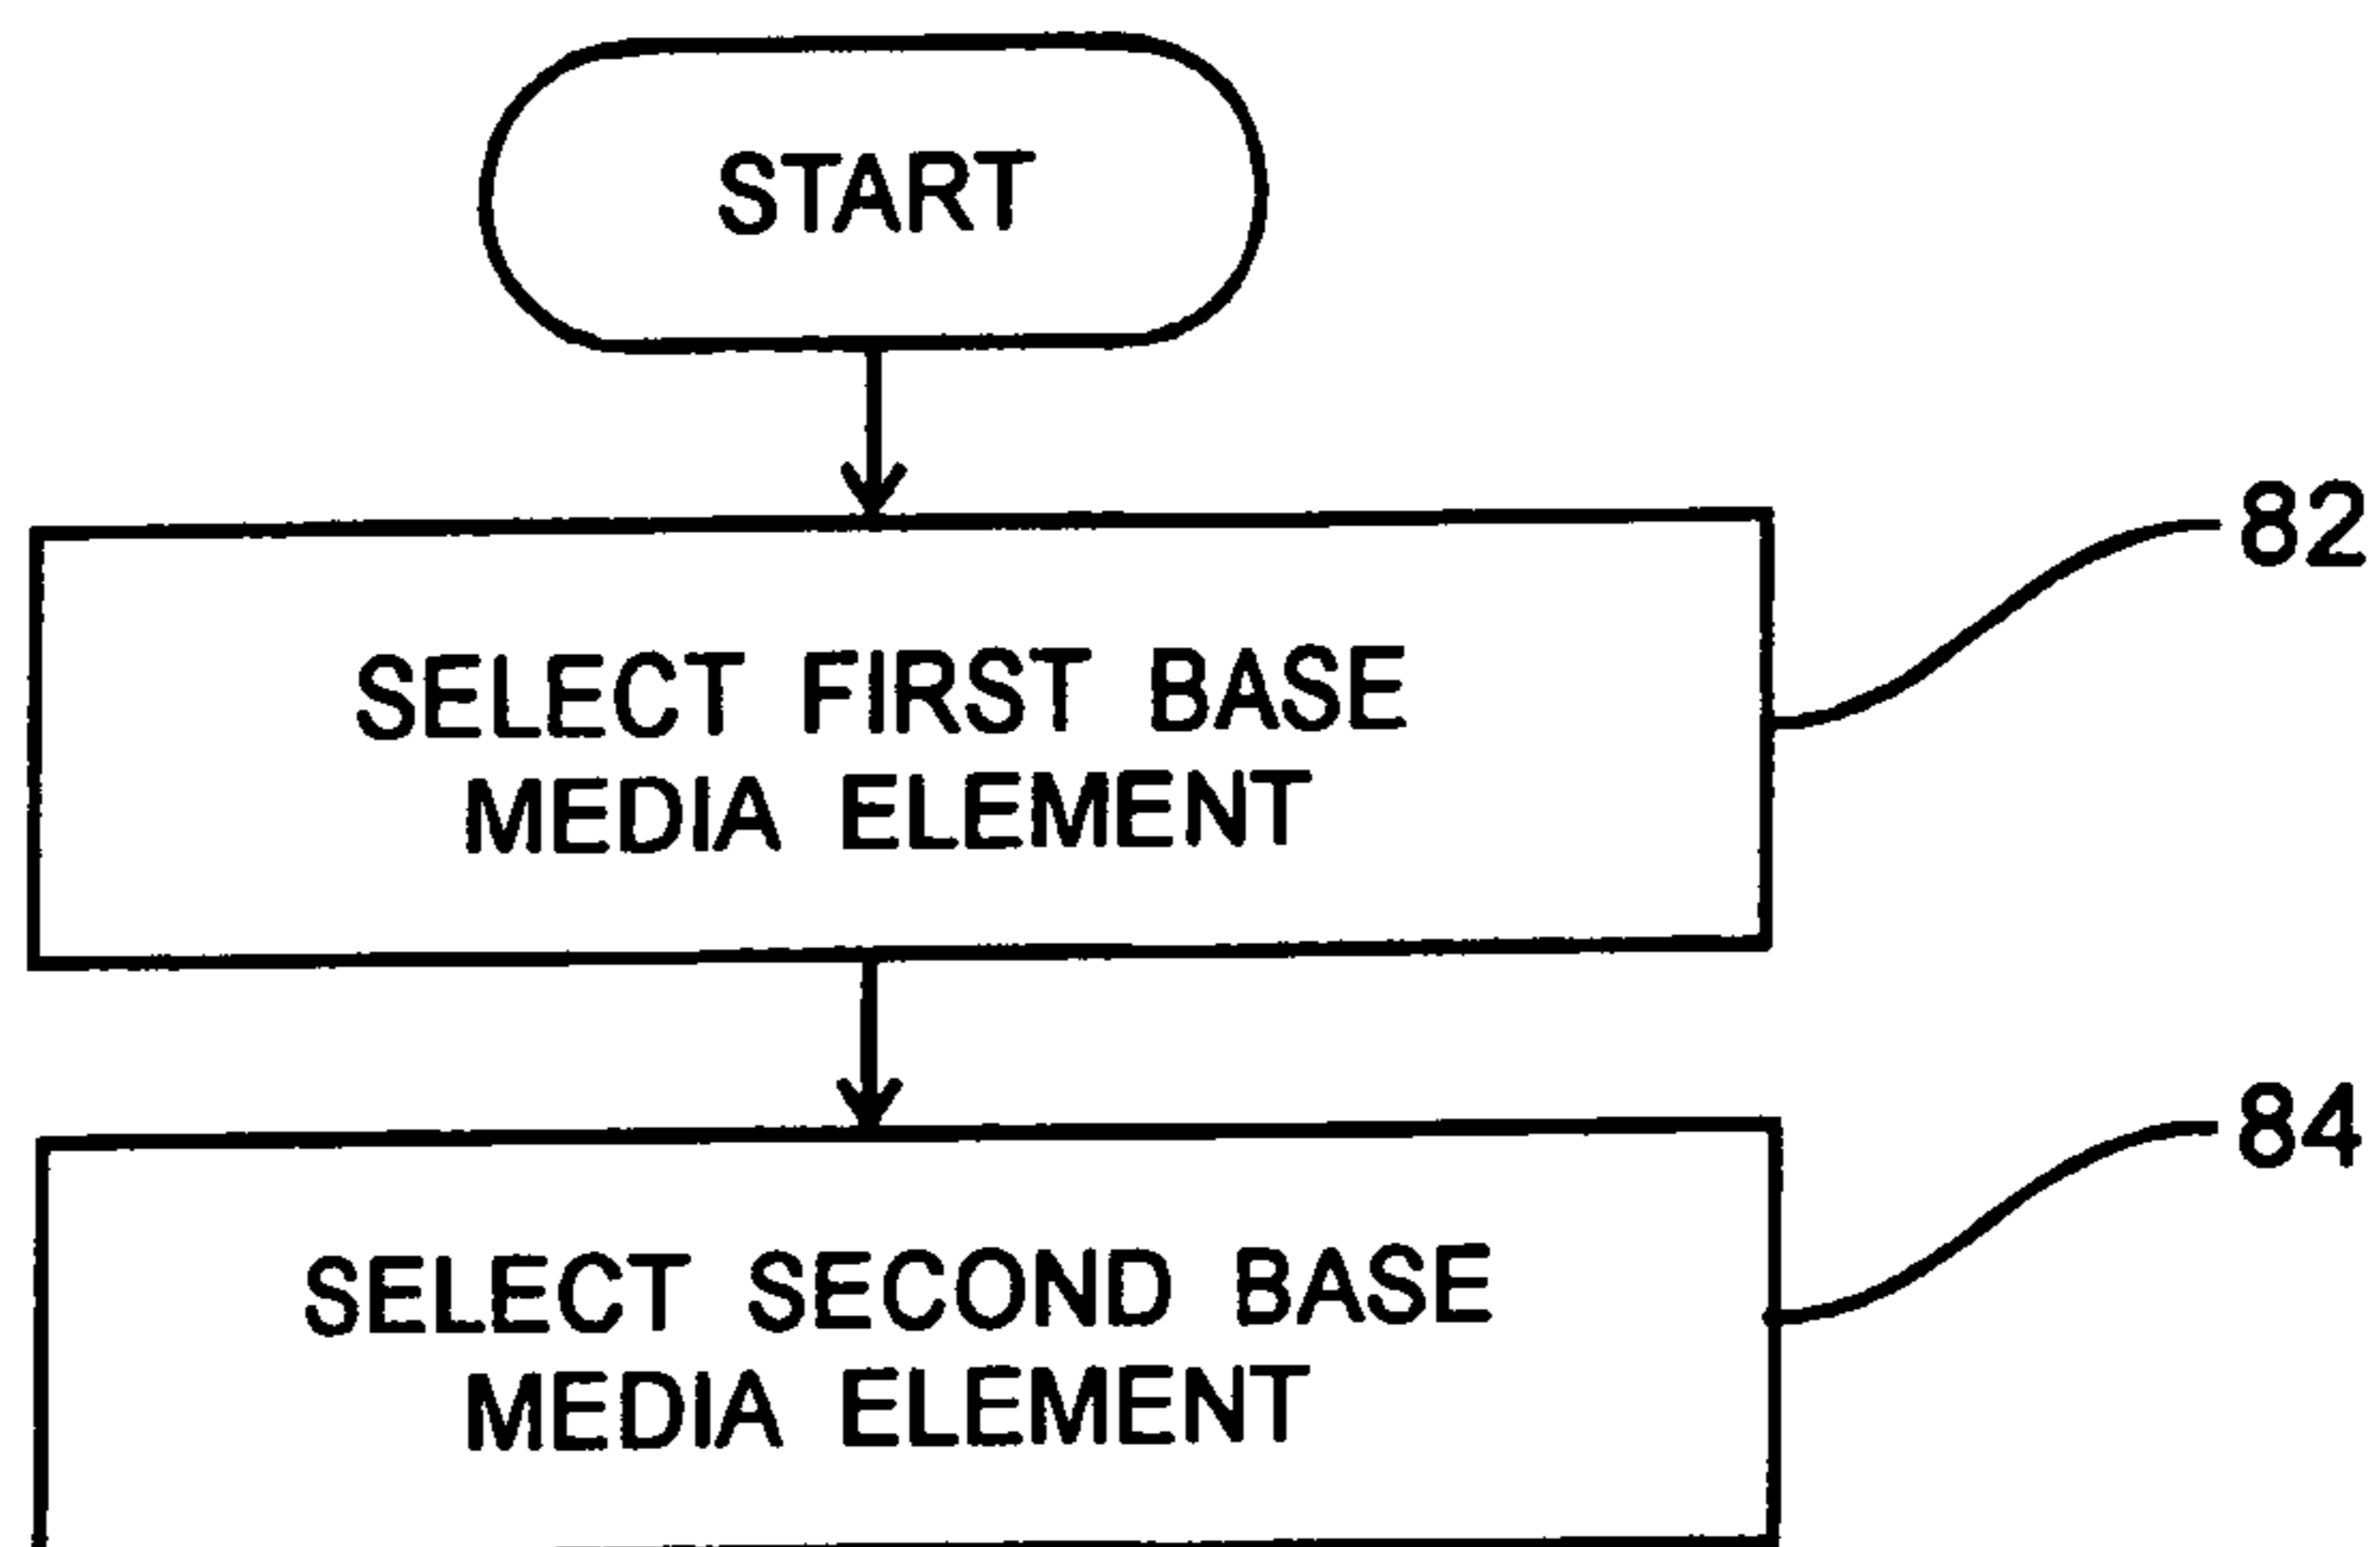 START
82
SELECT FIRST BASE
MEDIA ELEMENT
84
SELECT SECOND BASE
MEDIA ELEMENT